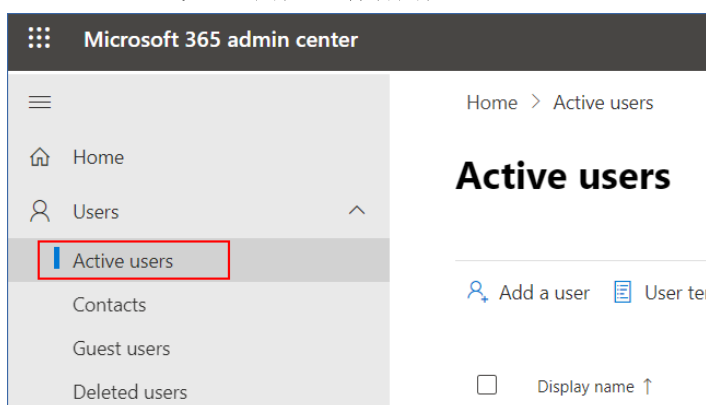 Microsoft 365 admin center
Home > Active users
Home
Active users
Users
Active users
Add a user User te
Contacts
Guest users
Deleted users
Display name ↑